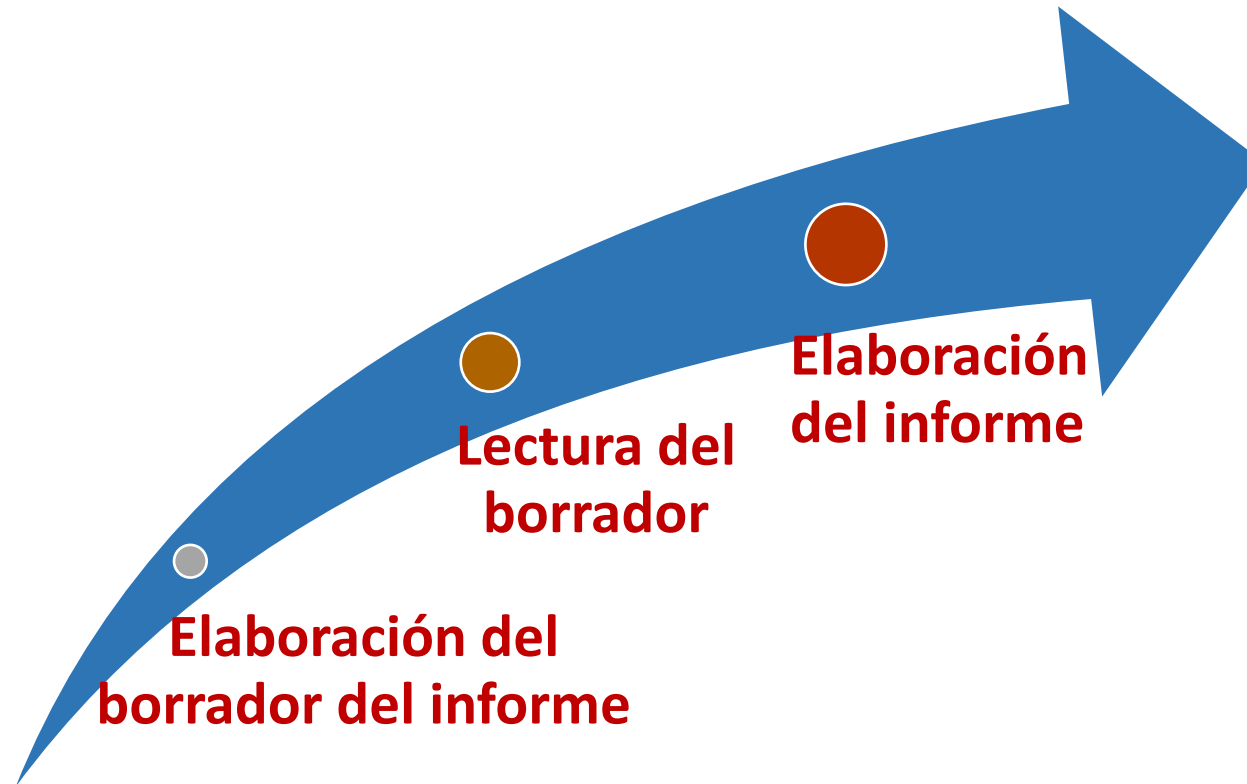 Elaboración del
borrador del informe
Lectura del
borrador
Elaboración
del informe